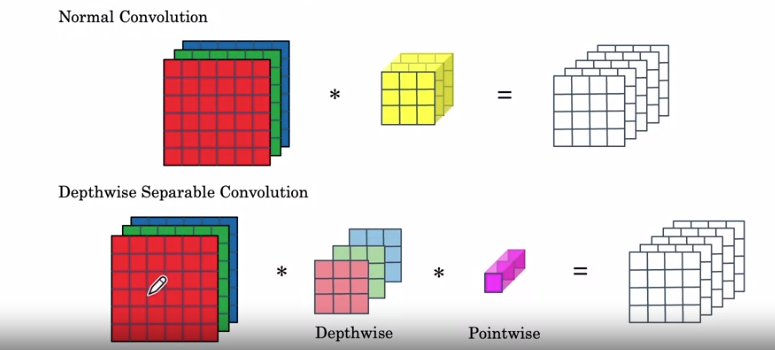 Normal Convolution
* =
Depthwise Separable Convolution
* * =
Depthwise Pointwise